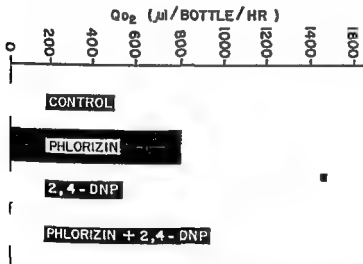 Qo₂ (µl/BOTTLE/HR)
0 200 400 600 800 1000 1200 1400 1600
CONTROL
PHLORIZIN
2,4-DNP
PHLORIZIN + 2,4-DNP